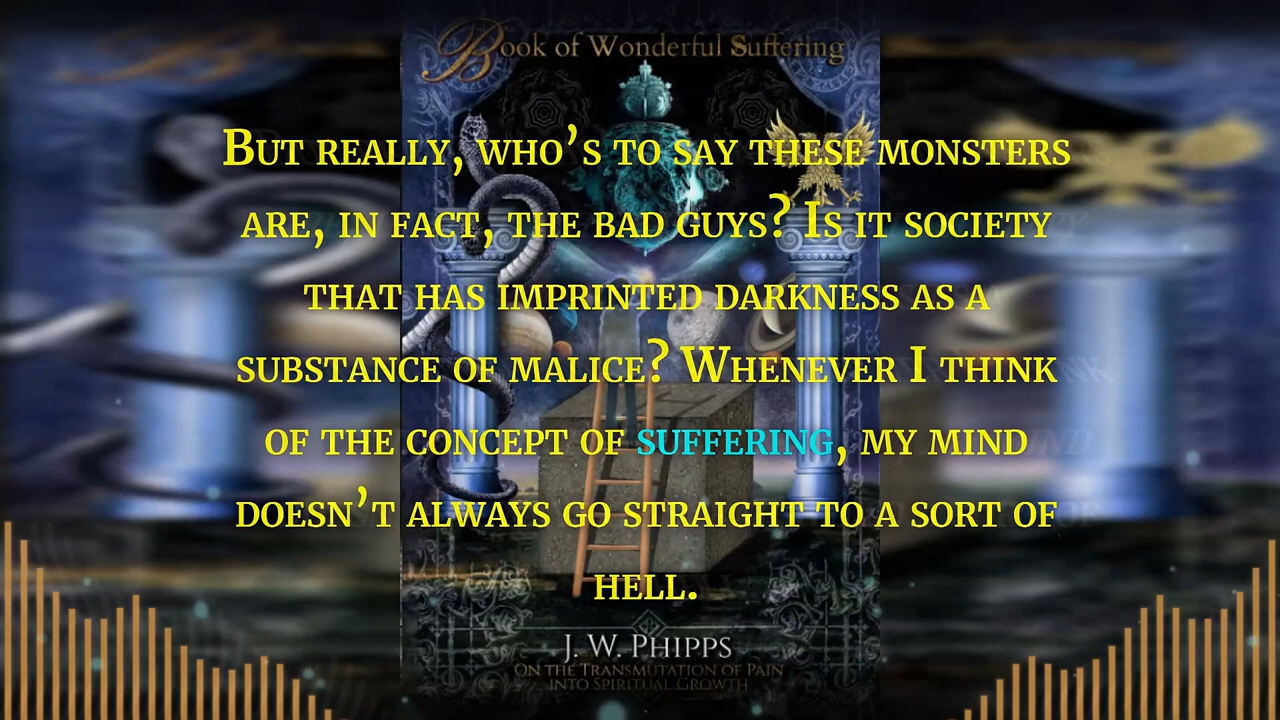 Book of Wonderful Suffering
But really, who's to say these monsters
are, in fact, the bad guys? Is it society
that has imprinted darkness as a
substance of malice? Whenever I think
of the concept of suffering, my mind
doesn't always go straight to a sort of
hell.
J. W. Phipps
On the Transmutation of Pain
into Spiritual Growth